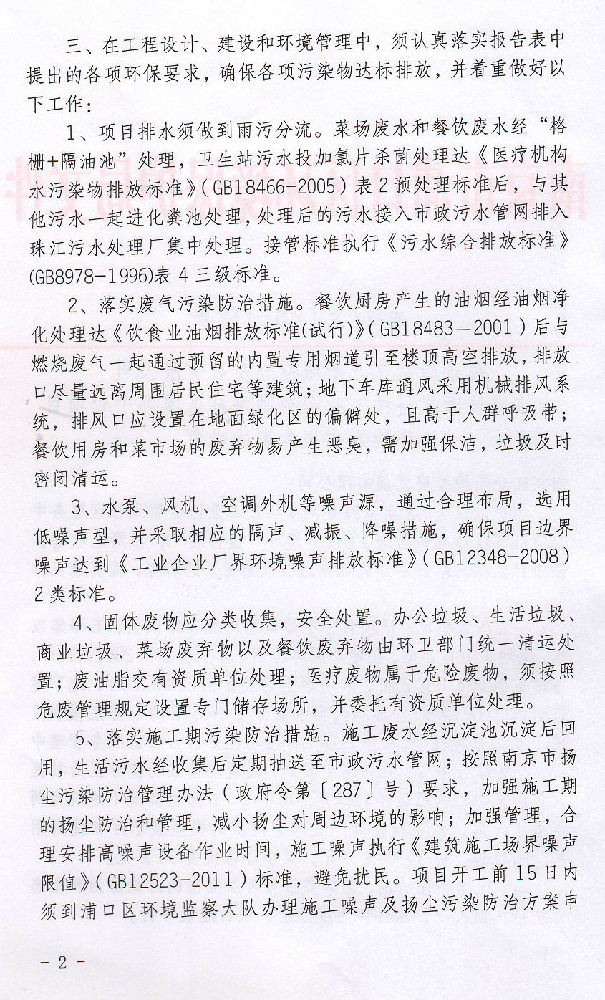 三、在工程设计、建设和环境管理中，须认真落实报告表中
提出的各项环保要求，确保各项污染物达标排放，并着重做好以
下工作：
1、项目排水须做到雨污分流。菜场废水和餐饮废水经“格
栅+隔油池”处理，卫生站污水投加氯片杀菌处理达《医疗机构
水污染物排放标准》（GB18466-2005）表2预处理标准后，与其
他污水一起进化粪池处理，处理后的污水接入市政污水管网排入
珠江污水处理厂集中处理。接管标准执行《污水综合排放标准》
(GB8978-1996)表4三级标准。
2、落实废气污染防治措施。餐饮厨房产生的油烟经油烟净
化处理达《饮食业油烟排放标准(试行)》（GB18483—2001）后与
燃烧废气一起通过预留的内置专用烟道引至楼顶高空排放，排放
口尽量远离周围居民住宅等建筑；地下车库通风采用机械排风系
统，排风口应设置在地面绿化区的偏僻处，且高于人群呼吸带；
餐饮用房和菜市场的废弃物易产生恶臭，需加强保洁，垃圾及时
密闭清运。
3、水泵、风机、空调外机等噪声源，通过合理布局，选用
低噪声型，并采取相应的隔声、减振、降噪措施，确保项目边界
噪声达到《工业企业厂界环境噪声排放标准》（GB12348-2008）
2类标准。
4、固体废物应分类收集，安全处置。办公垃圾、生活垃圾、
商业垃圾、菜场废弃物以及餐饮废弃物由环卫部门统一清运处
置；废油脂交有资质单位处理；医疗废物属于危险废物，须按照
危废管理规定设置专门储存场所，并委托有资质单位处理。
5、落实施工期污染防治措施。施工废水经沉淀池沉淀后回
用，生活污水经收集后定期抽送至市政污水管网；按照南京市扬
尘污染防治管理办法（政府令第〔287〕号）要求，加强施工期
的扬尘防治和管理，减小扬尘对周边环境的影响；加强管理，合
理安排高噪声设备作业时间，施工噪声执行《建筑施工场界噪声
限值》（GB12523-2011）标准，避免扰民。项目开工前15日内
须到浦口区环境监察大队办理施工噪声及扬尘污染防治方案申
- 2 -